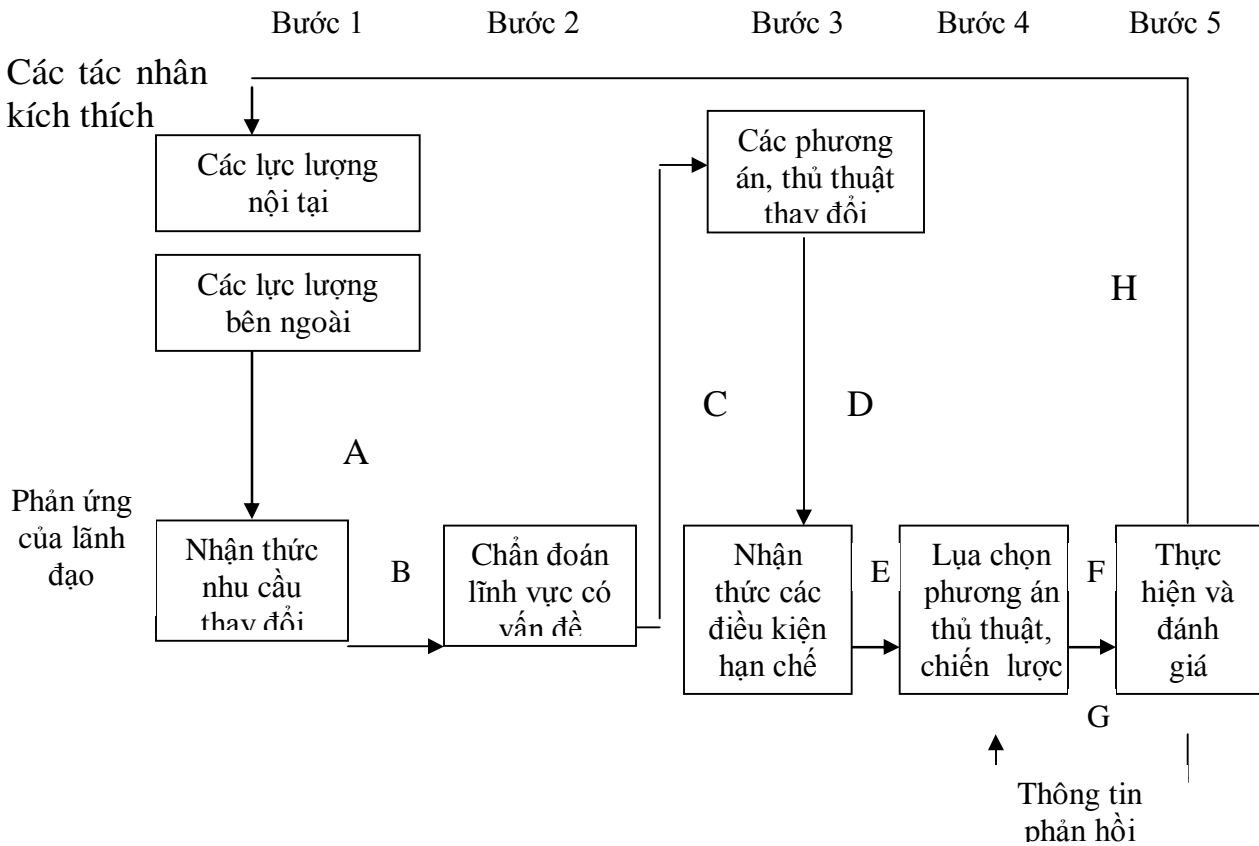 Bước 1
Bước 2
Bước 3
Bước 4
Bước 5
Các tác nhân
kích thích
Các lực lượng
nội tại
Các phương
án, thủ thuật
thay đổi
Các lực lượng
bên ngoài
H
C
D
A
Phản ứng
của lãnh
đạo
Nhận thức
nhu cầu
thay đổi
B
Chẩn đoán
lĩnh vực có
vấn đề
Nhận
thức các
điều kiện
hạn chế
E
Lụa chọn
phương án
thủ thuật,
chiến lược
F
Thực
hiện và
đánh
giá
G
Thông tin
phản hồi